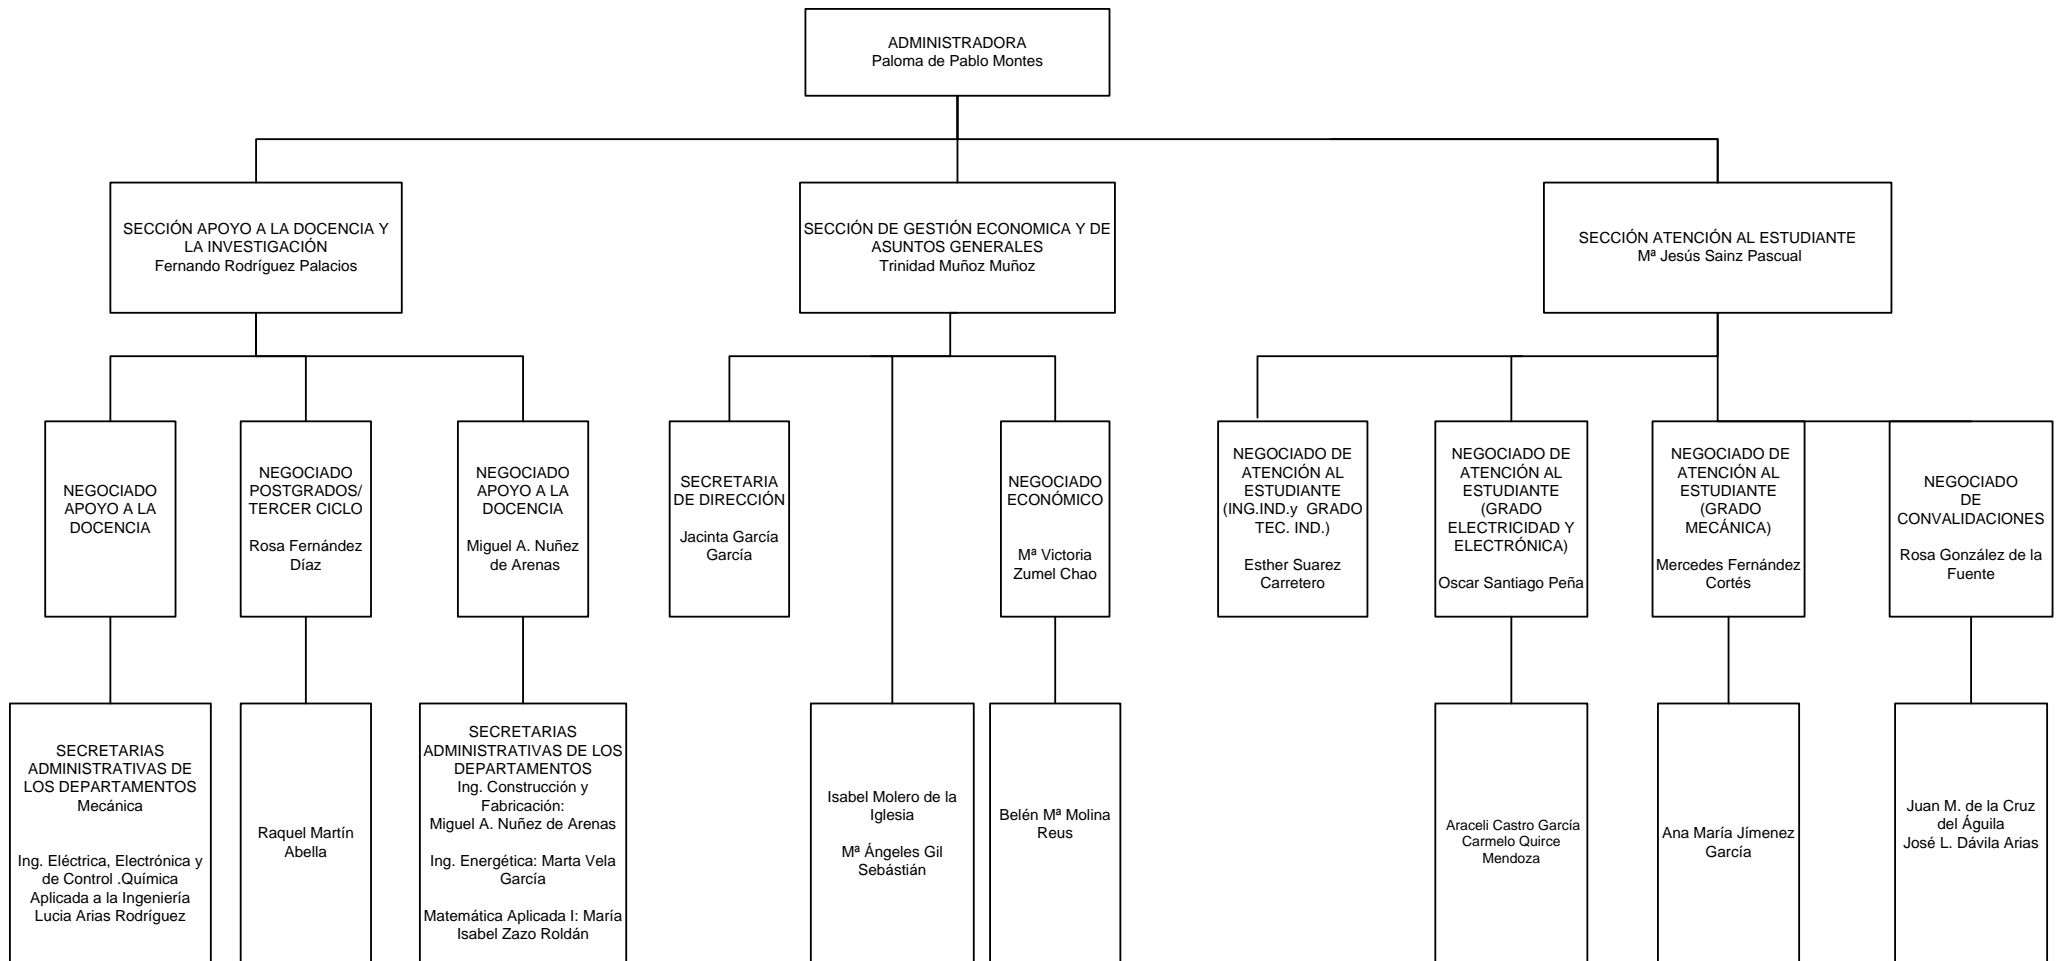 ADMINISTRADORA
Paloma de Pablo Montes
SECCIÓN APOYO A LA DOCENCIA Y
LA INVESTIGACIÓN
Fernando Rodríguez Palacios
SECCIÓN DE GESTIÓN ECONOMICA Y DE
ASUNTOS GENERALES
Trinidad Muñoz Muñoz
SECCIÓN ATENCIÓN AL ESTUDIANTE
Mª Jesús Sainz Pascual
NEGOCIADO
APOYO A LA
DOCENCIA
NEGOCIADO
POSTGRADOS/
TERCER CICLO
Rosa Fernández
Díaz
NEGOCIADO
APOYO A LA
DOCENCIA
Miguel A. Nuñez
de Arenas
SECRETARIA
DE DIRECCIÓN
Jacinta García
García
NEGOCIADO
ECONÓMICO
Mª Victoria
Zumel Chao
NEGOCIADO DE
ATENCIÓN AL
ESTUDIANTE
(ING.IND.y GRADO
TEC. IND.)
Esther Suarez
Carretero
NEGOCIADO DE
ATENCIÓN AL
ESTUDIANTE
(GRADO
ELECTRICIDAD Y
ELECTRÓNICA)
Oscar Santiago Peña
NEGOCIADO DE
ATENCIÓN AL
ESTUDIANTE
(GRADO
MECÁNICA)
Mercedes Fernández
Cortés
NEGOCIADO
DE
CONVALIDACIONES
Rosa González de la
Fuente
SECRETARIAS
ADMINISTRATIVAS DE
LOS DEPARTAMENTOS
Mecánica
Ing. Eléctrica, Electrónica y
de Control .Química
Aplicada a la Ingeniería
Lucia Arias Rodríguez
Raquel Martín
Abella
SECRETARIAS
ADMINISTRATIVAS DE LOS
DEPARTAMENTOS
Ing. Construcción y
Fabricación:
Miguel A. Nuñez de Arenas
Ing. Energética: Marta Vela
García
Matemática Aplicada I: María
Isabel Zazo Roldán
Isabel Molero de la
Iglesia
Mª Ángeles Gil
Sebástián
Belén Mª Molina
Reus
Araceli Castro García
Carmelo Quirce
Mendoza
Ana María Jímenez
García
Juan M. de la Cruz
del Águila
José L. Dávila Arias